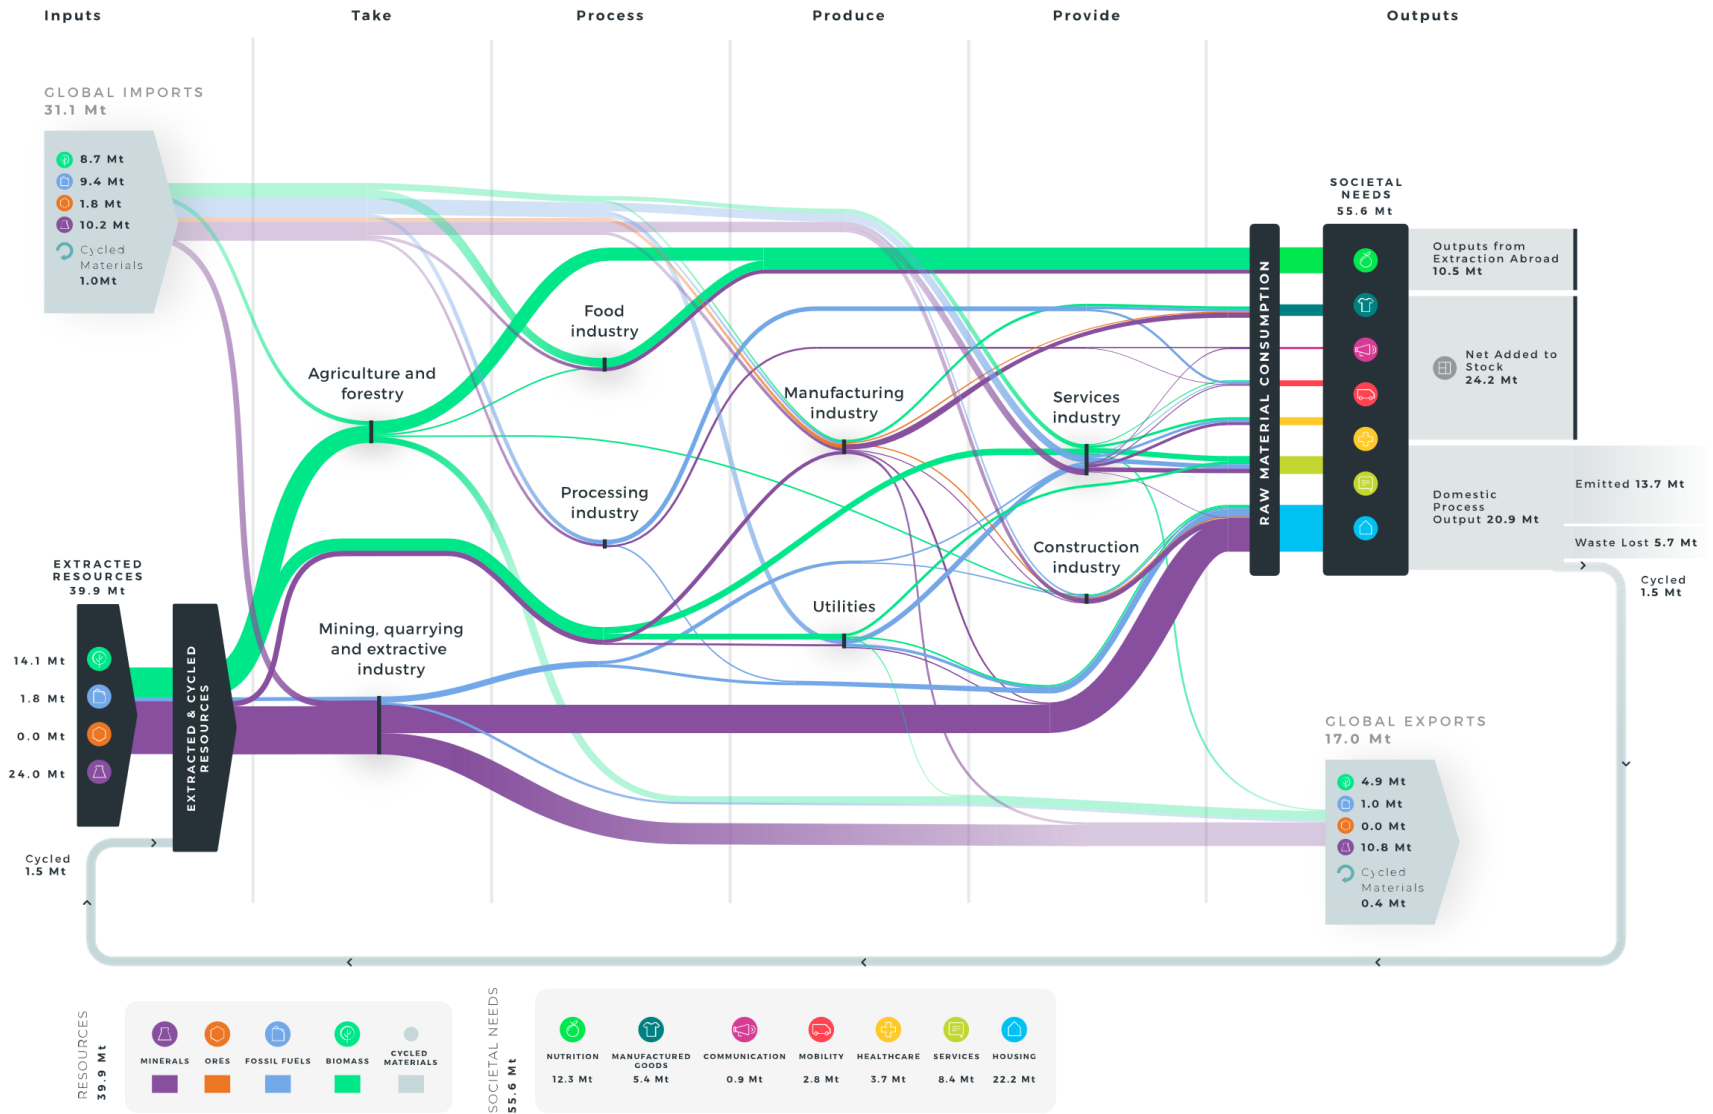 Inputs
Take
Process
Produce
Provide
Outputs
GLOBAL IMPORTS
31.1 Mt
8.7 Mt
9.4 Mt
1.8 Mt
10.2 Mt
Cycled
Materials
1.0Mt
Food
industry
Agriculture and
forestry
Manufacturing
industry
Services
industry
Processing
industry
Construction
industry
Utilities
Mining, quarrying
and extractive
industry
EXTRACTED
RESOURCES
39.9 Mt
14.1 Mt
1.8 Mt
0.0 Mt
24.0 Mt
EXTRACTED & CYCLED
RESOURCES
Cycled
1.5 Mt
RAW MATERIAL CONSUMPTION
SOCIETAL
NEEDS
55.6 Mt
Outputs from
Extraction Abroad
10.5 Mt
Net Added to
Stock
24.2 Mt
Domestic
Process
Output 20.9 Mt
Emitted 13.7 Mt
Waste Lost 5.7 Mt
Cycled
1.5 Mt
GLOBAL EXPORTS
17.0 Mt
4.9 Mt
1.0 Mt
0.0 Mt
10.8 Mt
Cycled
Materials
0.4 Mt
RESOURCES
39.9 Mt
MINERALS
ORES
FOSSIL FUELS
BIOMASS
CYCLED
MATERIALS
SOCIETAL NEEDS
55.6 Mt
NUTRITION
12.3 Mt
MANUFACTURED
GOODS
5.4 Mt
COMMUNICATION
0.9 Mt
MOBILITY
2.8 Mt
HEALTHCARE
3.7 Mt
SERVICES
8.4 Mt
HOUSING
22.2 Mt